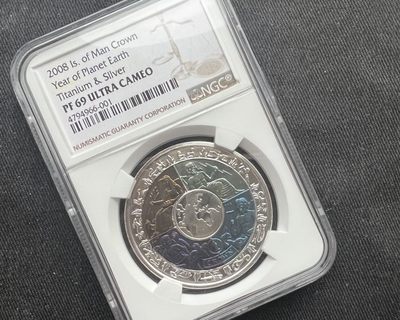 2008 Is. of Man Crown
Year of Planet Earth
Titanium & Silver
PF 69 ULTRA CAMEO
4794966-001
NGC
NUMISMATIC GUARANTY CORPORATION